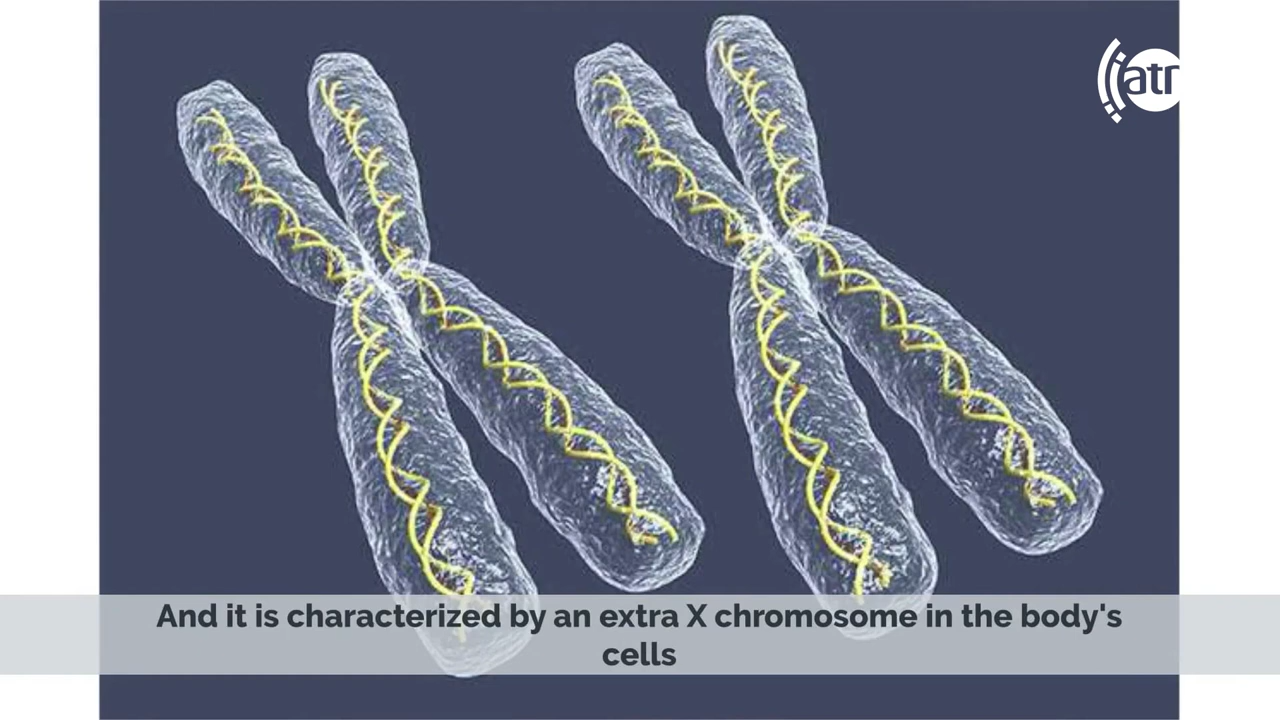 atr
And it is characterized by an extra X chromosome in the body's
cells